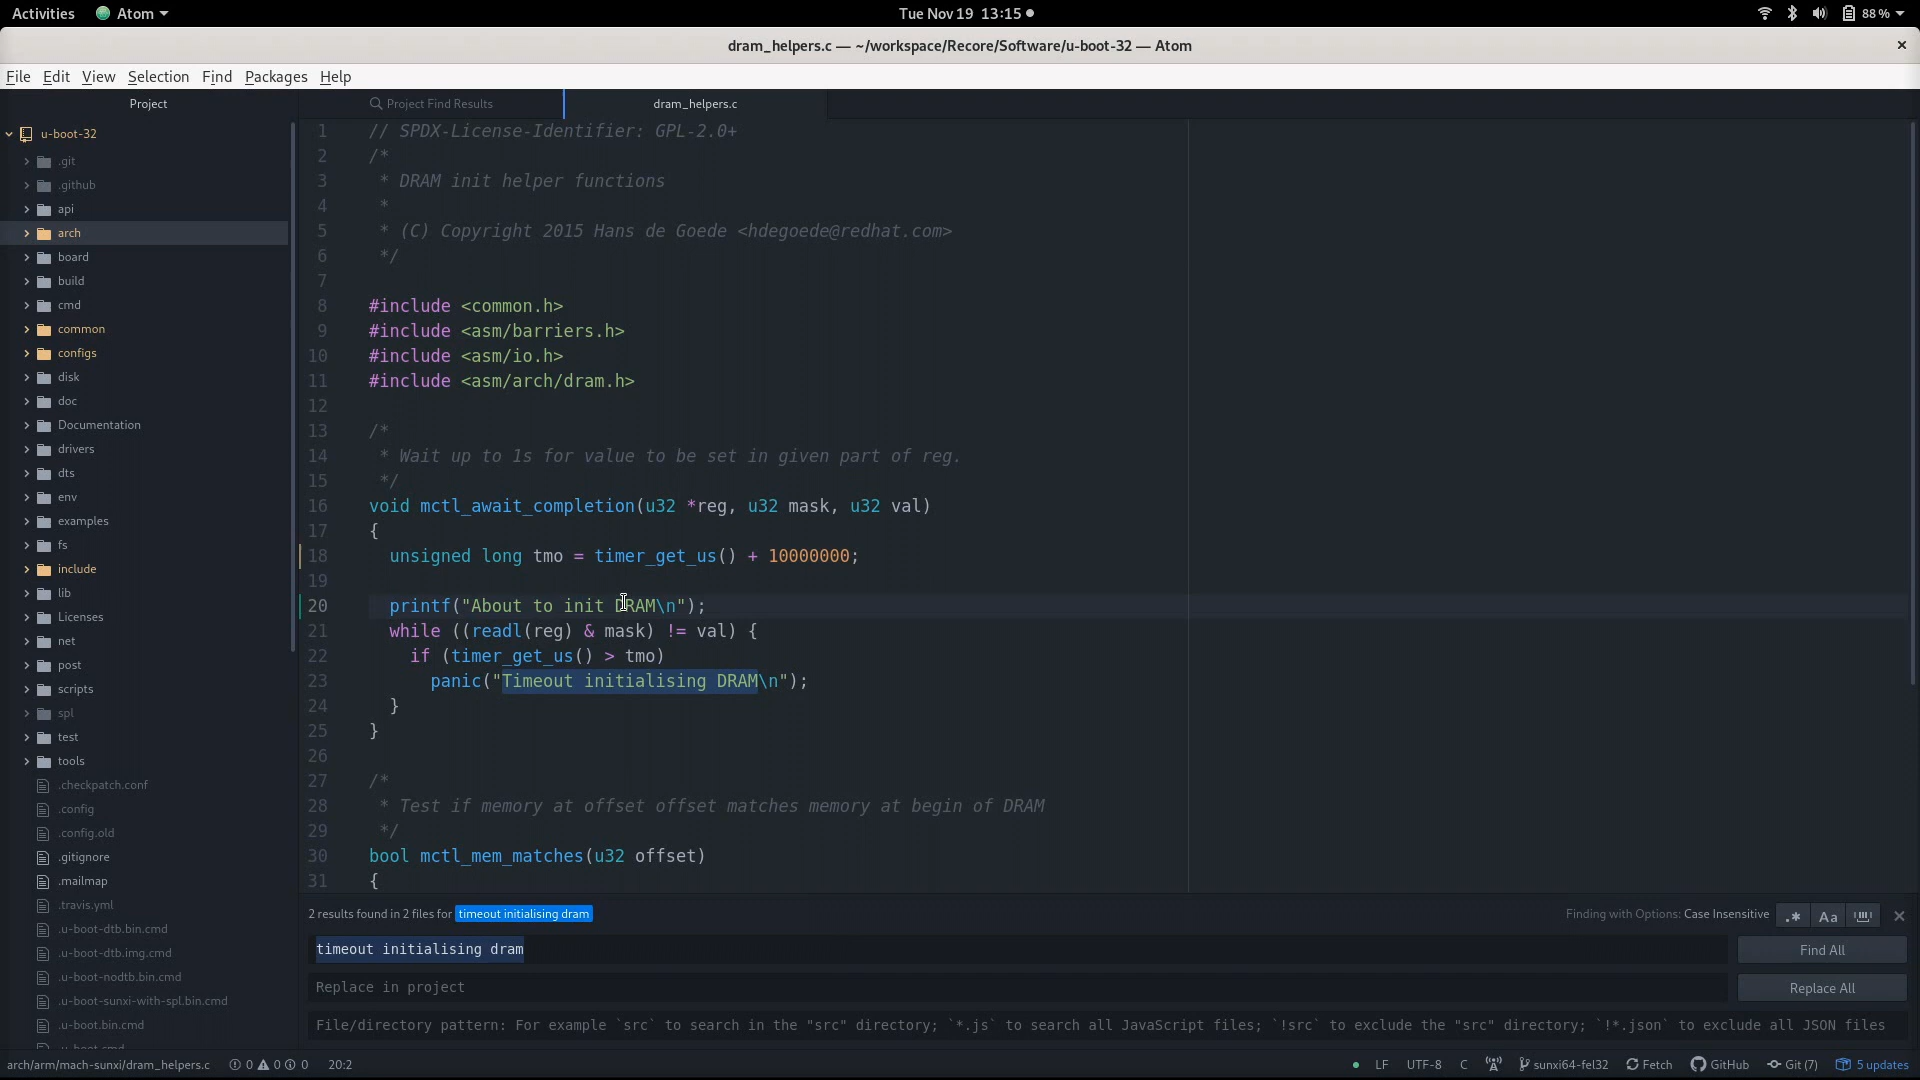 Activities Atom Tue Nov 19 13:15 88%
dram_helpers.c — ~/workspace/Recore/Software/u-boot-32 — Atom
File Edit View Selection Find Packages Help
Project
u-boot-32
.git
.github
api
arch
board
build
cmd
common
configs
disk
doc
Documentation
drivers
dts
env
examples
fs
include
lib
Licenses
net
post
scripts
spl
test
tools
.checkpatch.conf
.config
.config.old
.gitignore
.mailmap
.travis.yml
.u-boot-dtb.bin.cmd
.u-boot-dtb.img.cmd
.u-boot-nodtb.bin.cmd
.u-boot-sunxi-with-spl.bin.cmd
.u-boot.bin.cmd
.u-boot.cmd
Project Find Results dram_helpers.c
1 // SPDX-License-Identifier: GPL-2.0+
2 /*
3 * DRAM init helper functions
4 *
5 * (C) Copyright 2015 Hans de Goede <hdegoede@redhat.com>
6 */
7
8 #include <common.h>
9 #include <asm/barriers.h>
10 #include <asm/io.h>
11 #include <asm/arch/dram.h>
12
13 /*
14 * Wait up to 1s for value to be set in given part of reg.
15 */
16 void mctl_await_completion(u32 *reg, u32 mask, u32 val)
17 {
18 unsigned long tmo = timer_get_us() + 10000000;
19
20 printf("About to init DRAM\n");
21 while ((readl(reg) & mask) != val) {
22 if (timer_get_us() > tmo)
23 panic("Timeout initialising DRAM\n");
24 }
25 }
26
27 /*
28 * Test if memory at offset offset matches memory at begin of DRAM
29 */
30 bool mctl_mem_matches(u32 offset)
31 {
2 results found in 2 files for timeout initialising dram Finding with Options: Case Insensitive .* Aa
timeout initialising dram Find All
Replace in project Replace All
File/directory pattern: For example `src` to search in the "src" directory; `*.js` to search all JavaScript files; `!src` to exclude the "src" directory; `!*.json` to exclude all JSON files
arch/arm/mach-sunxi/dram_helpers.c 0 0 0 20:2 LF UTF-8 C sunxi64-fel32 Fetch GitHub Git (7) 5 updates